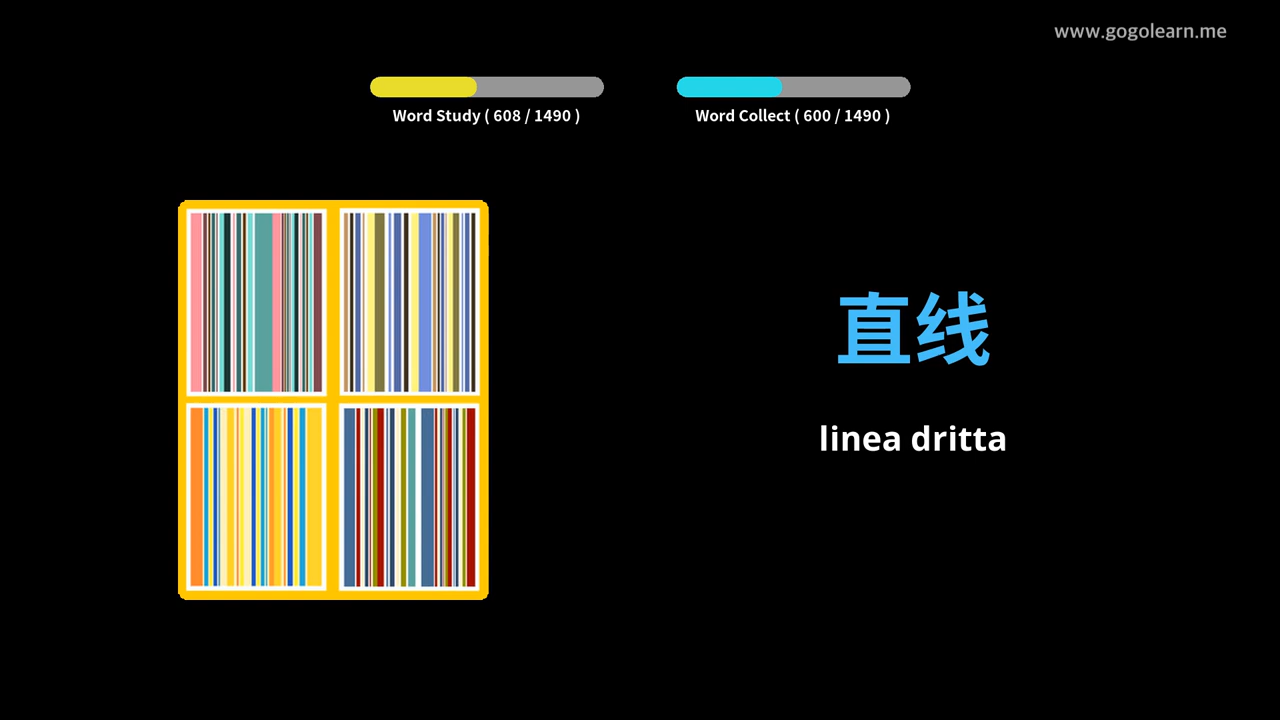 www.gogolearn.me
Word Study ( 608 / 1490 )
Word Collect ( 600 / 1490 )
直线
linea dritta